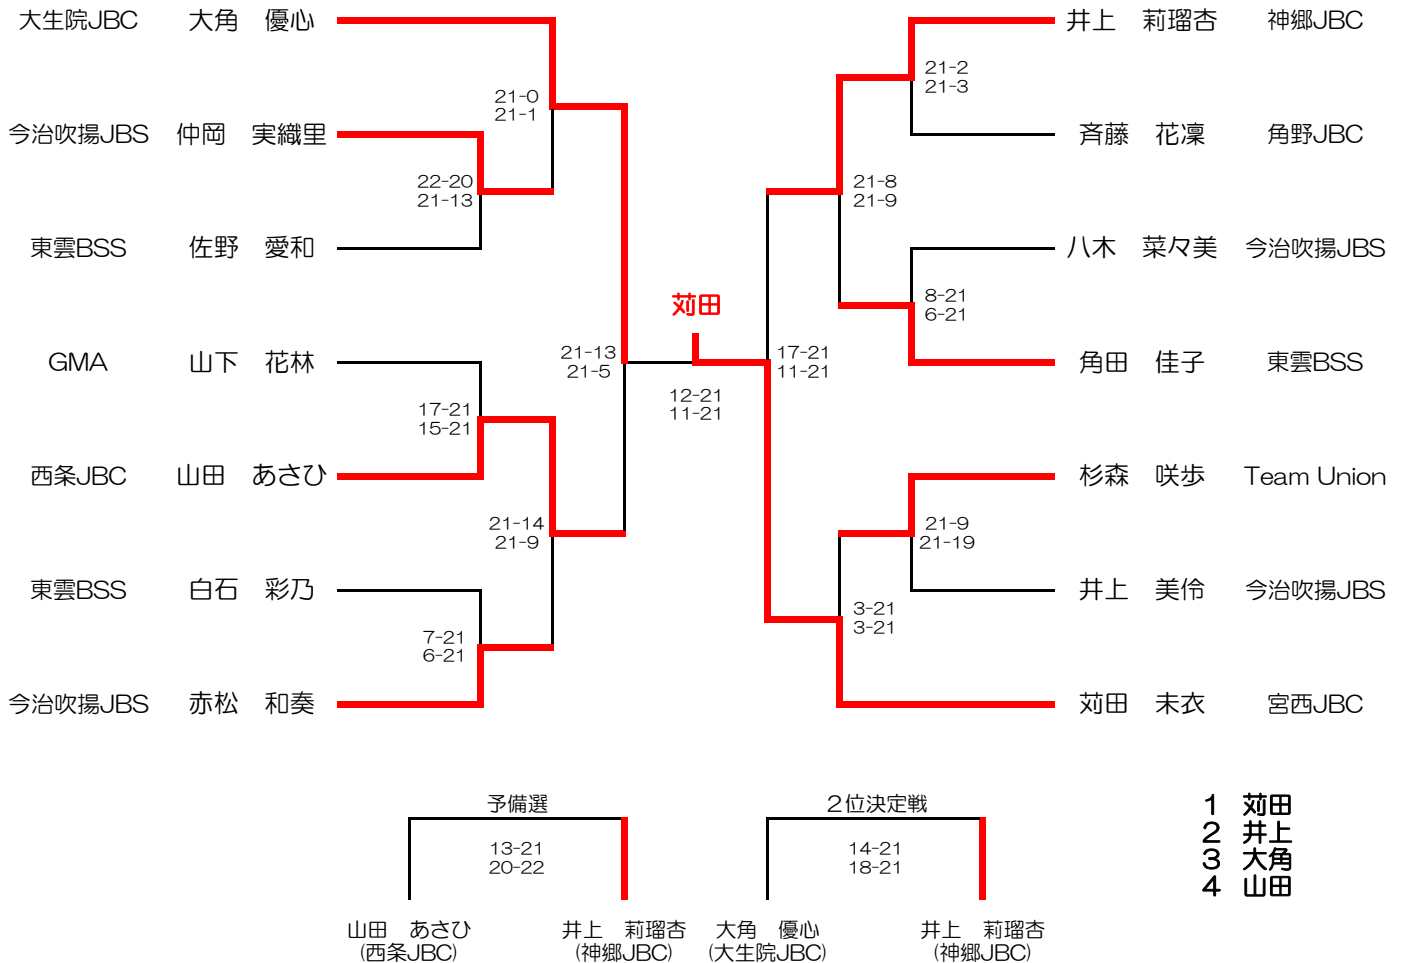 大生院JBC 大角 優心
21-0
21-1
今治吹揚JBS 仲岡 実織里
22-20
21-13
東雲BSS 佐野 愛和
21-13
21-5
GMA 山下 花林
17-21
15-21
西条JBC 山田 あさひ
21-14
21-9
東雲BSS 白石 彩乃
7-21
6-21
今治吹揚JBS 赤松 和奏
苅田
12-21
11-21
井上 莉瑠杏 神郷JBC
21-2
21-3
斉藤 花凜 角野JBC
21-8
21-9
八木 菜々美 今治吹揚JBS
8-21
6-21
角田 佳子 東雲BSS
17-21
11-21
杉森 咲歩 Team Union
21-9
21-19
井上 美伶 今治吹揚JBS
3-21
3-21
苅田 未衣 宮西JBC
予備選
13-21
20-22
山田 あさひ 井上 莉瑠杏
(西条JBC) (神郷JBC)
2位決定戦
14-21
18-21
大角 優心 井上 莉瑠杏
(大生院JBC) (神郷JBC)
1 苅田
2 井上
3 大角
4 山田